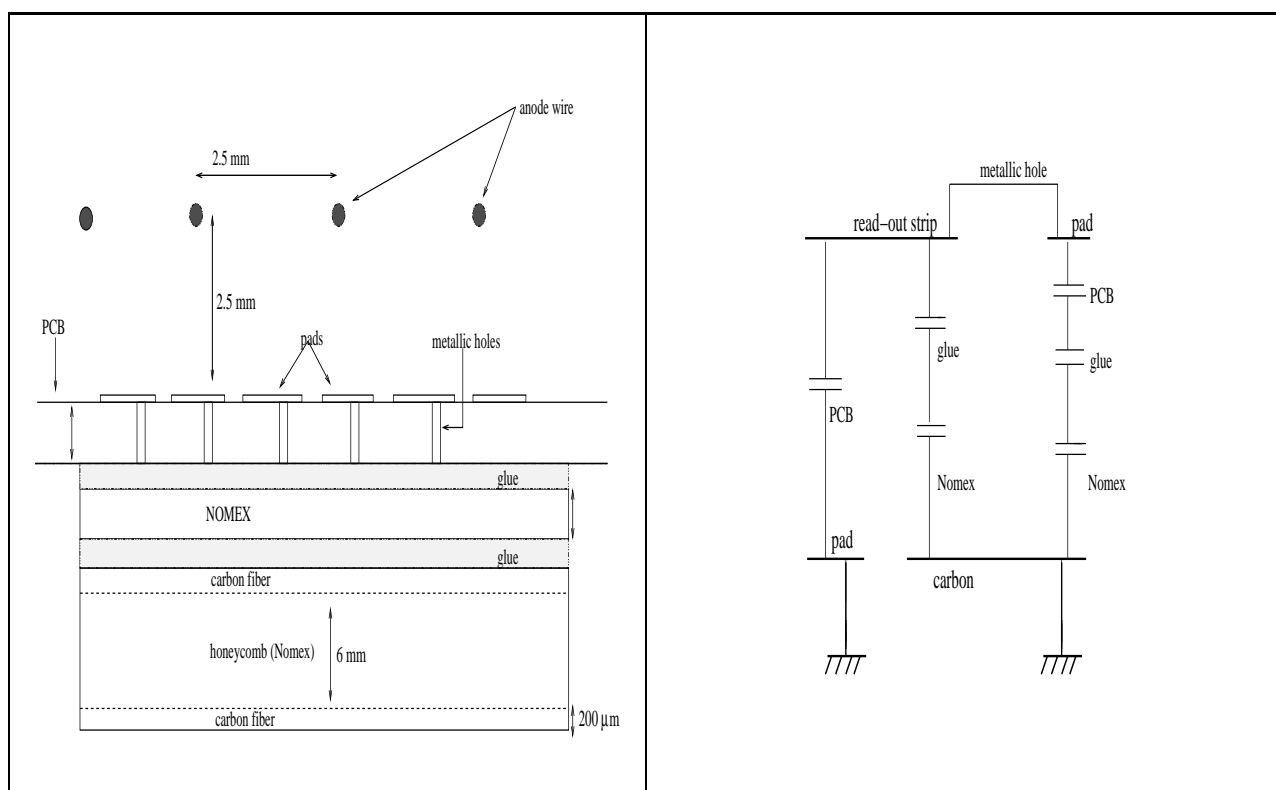 anode wire
2.5 mm
2.5 mm
PCB
pads
metallic holes
glue
NOMEX
glue
carbon fiber
honeycomb (Nomex)
6 mm
carbon fiber
200 μm
metallic hole
read-out strip
pad
PCB
glue
glue
PCB
Nomex
Nomex
pad
carbon